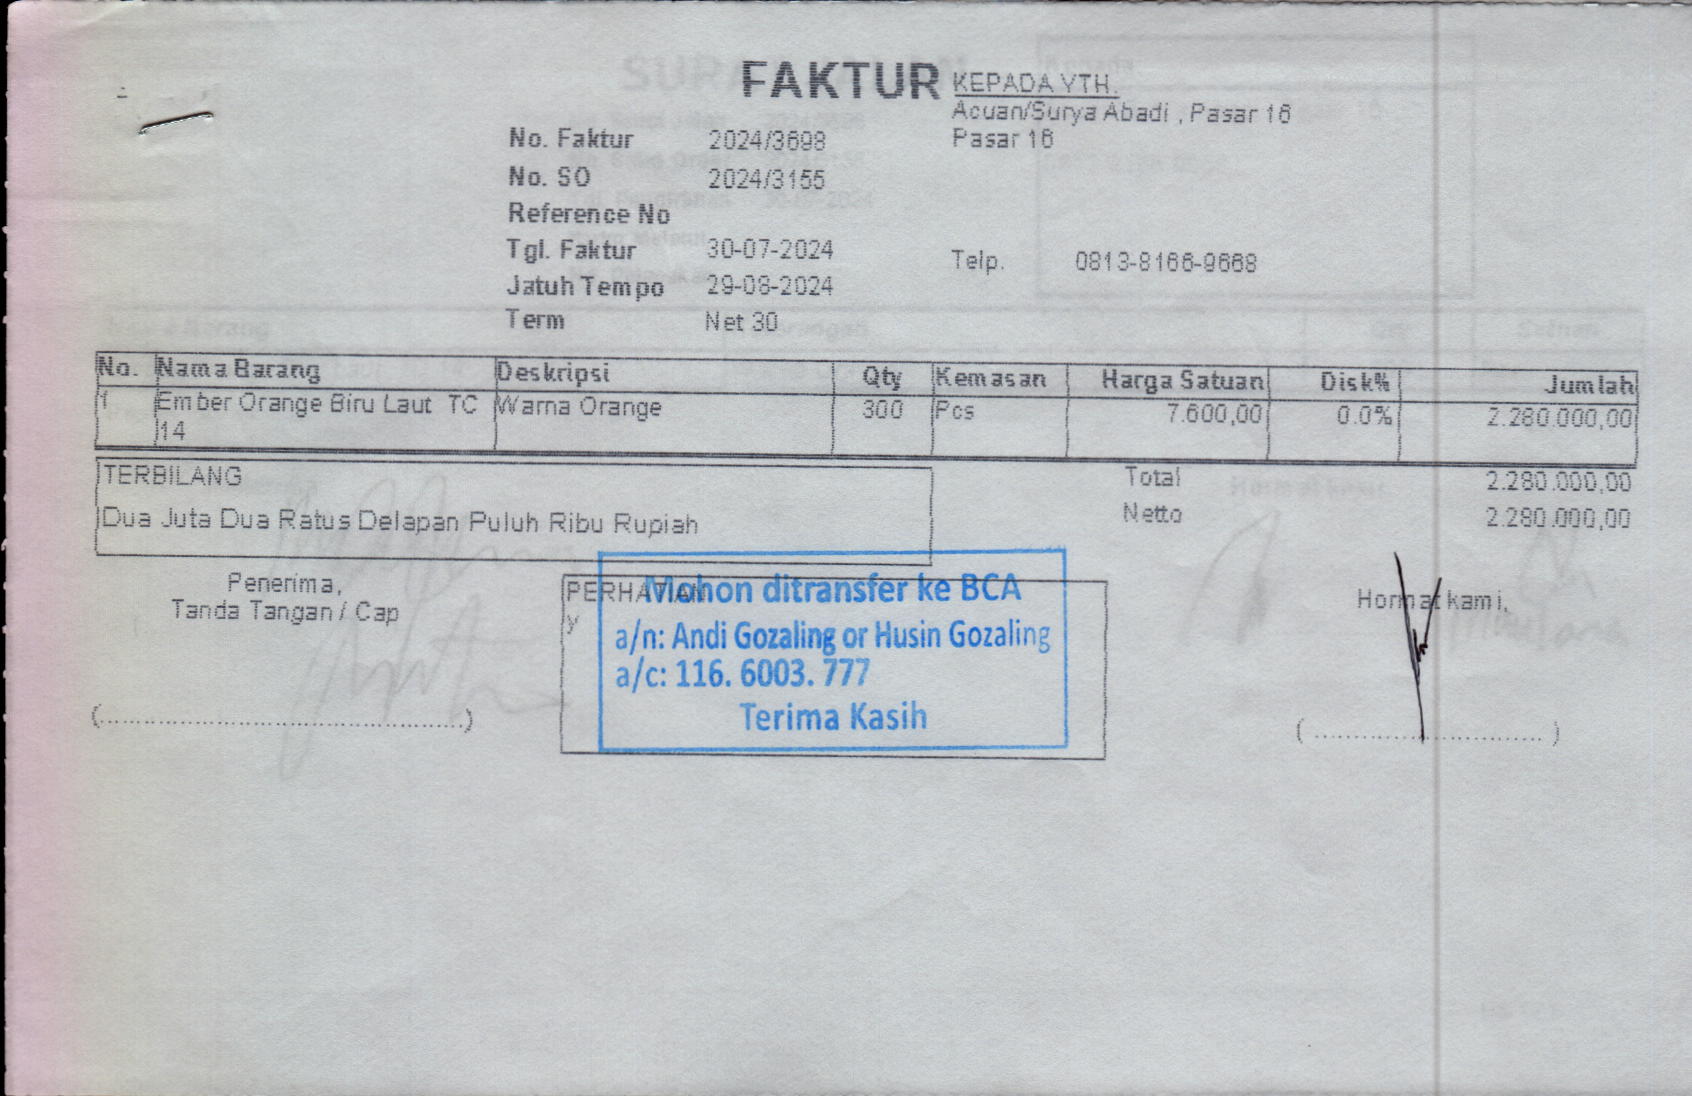 FAKTUR
KEPADA YTH.
Acuan/Surya Abadi , Pasar 16
Pasar 16
No. Faktur 2024/3698
No. SO 2024/3155
Reference No
Tgl. Faktur 30-07-2024
Telp. 0813-8166-9668
Jatuh Tempo 29-08-2024
Term Net 30
No. Nama Barang Deskripsi Qty Kemasan Harga Satuan Disk% Jumlah
1 Ember Orange Biru Laut TC Warna Orange 300 Pcs 7.600,00 0.0% 2.280.000,00
14
TERBILANG
Dua Juta Dua Ratus Delapan Puluh Ribu Rupiah
Total 2.280.000,00
Netto 2.280.000,00
Penerima,
Tanda Tangan / Cap
PERHATIAN
y
Mohon ditransfer ke BCA
a/n: Andi Gozaling or Husin Gozaling
a/c: 116. 6003. 777
Terima Kasih
Hormat kami,
(..................................................)
( ................................ )